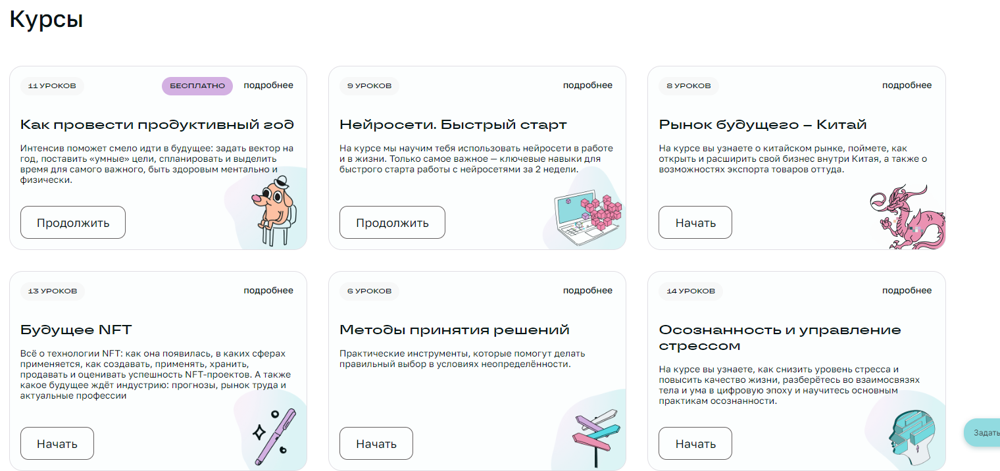 Курсы
11 УРОКОВ
БЕСПЛАТНО
подробнее
Как провести продуктивный год
Интенсив поможет смело идти в будущее: задать вектор на
год, поставить «умные» цели, спланировать и выделить
время для самого важного, быть здоровым ментально и
физически.
Продолжить
9 УРОКОВ
подробнее
Нейросети. Быстрый старт
На курсе мы научим тебя использовать нейросети в работе
и в жизни. Только самое важное — ключевые навыки для
быстрого старта работы с нейросетями за 2 недели.
Продолжить
8 УРОКОВ
подробнее
Рынок будущего – Китай
На курсе вы узнаете о китайском рынке, поймете, как
открыть и расширить свой бизнес внутри Китая, а также о
возможностях экспорта товаров оттуда.
Начать
13 УРОКОВ
подробнее
Будущее NFT
Всё о технологии NFT: как она появилась, в каких сферах
применяется, как создавать, применять, хранить,
продавать и оценивать успешность NFT-проектов. А также
какое будущее ждёт индустрию: прогнозы, рынок труда и
актуальные профессии
Начать
6 УРОКОВ
подробнее
Методы принятия решений
Практические инструменты, которые помогут делать
правильный выбор в условиях неопределённости.
Начать
14 УРОКОВ
подробнее
Осознанность и управление
стрессом
На курсе вы узнаете, как снизить уровень стресса и
повысить качество жизни, разберётесь во взаимосвязях
тела и ума в цифровую эпоху и научитесь основным
практикам осознанности.
Начать
Задать